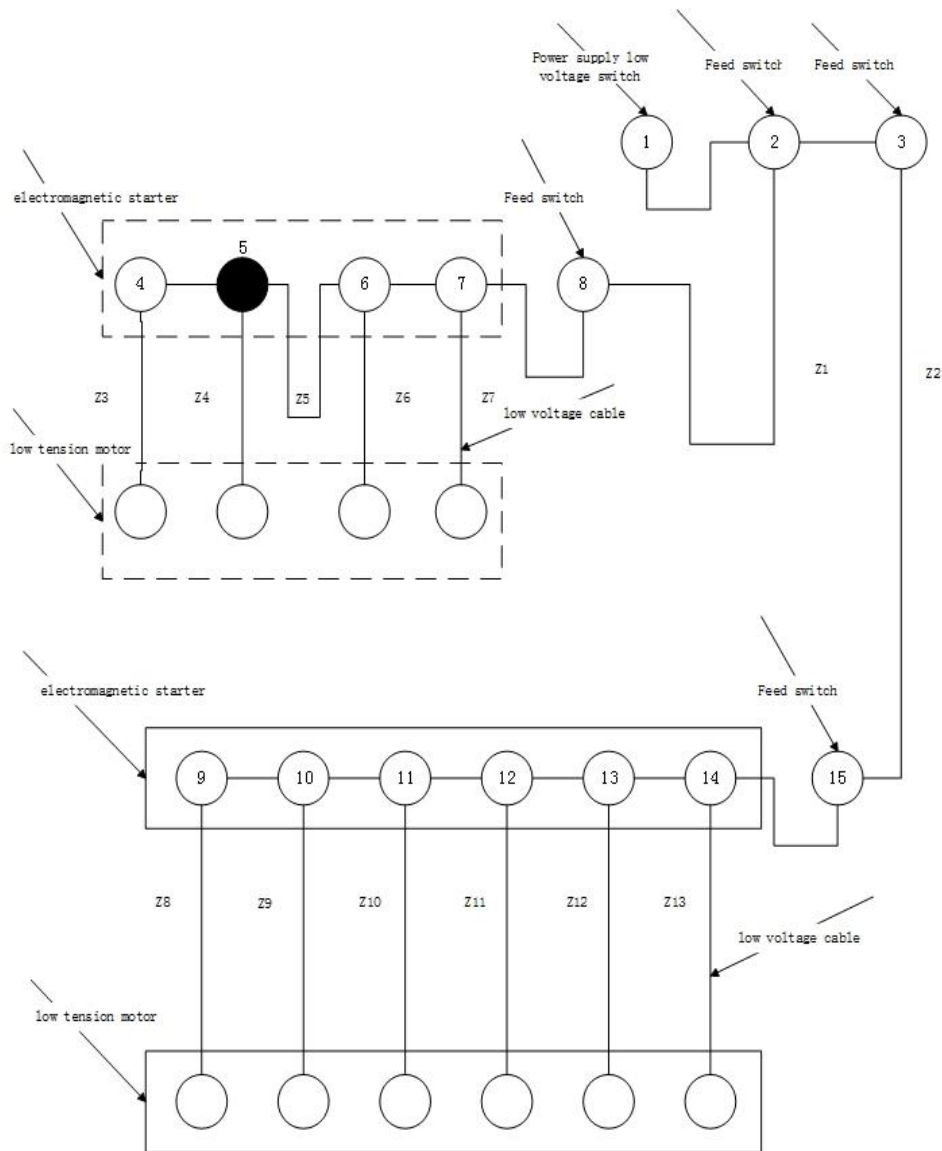 Power supply low
voltage switch
Feed switch
Feed switch
1
2
3
electromagnetic starter
Feed switch
5
4
6
7
8
Z3
Z4
Z5
Z6
Z7
Z1
Z2
low voltage cable
low tension motor
electromagnetic starter
Feed switch
9
10
11
12
13
14
15
Z8
Z9
Z10
Z11
Z12
Z13
low voltage cable
low tension motor